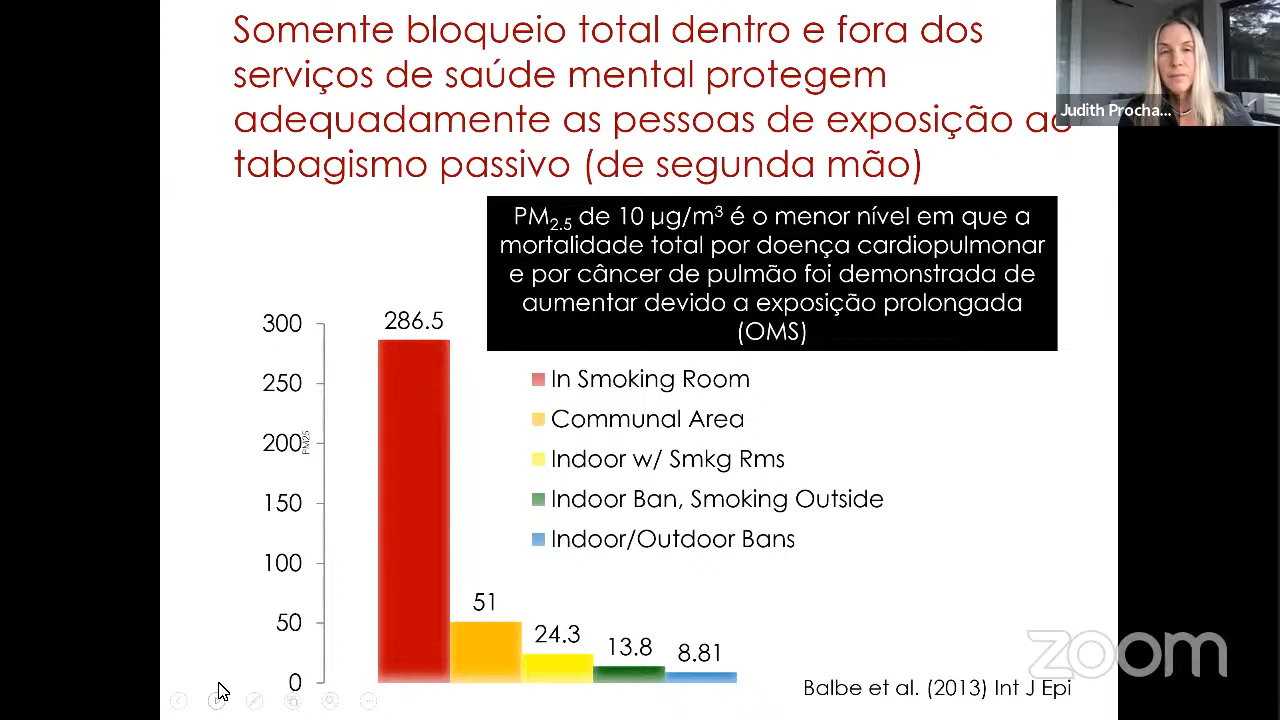 Somente bloqueio total dentro e fora dos
serviços de saúde mental protegem
adequadamente as pessoas de exposição ao
tabagismo passivo (de segunda mão)
Judith Procha...
PM2.5 de 10 µg/m³ é o menor nível em que a
mortalidade total por doença cardiopulmonar
e por câncer de pulmão foi demonstrada de
aumentar devido a exposição prolongada
(OMS)
300
250
200
150
100
50
0
PM25
286.5
51
24.3
13.8
8.81
In Smoking Room
Communal Area
Indoor w/ Smkg Rms
Indoor Ban, Smoking Outside
Indoor/Outdoor Bans
zoom
Balbe et al. (2013) Int J Epi